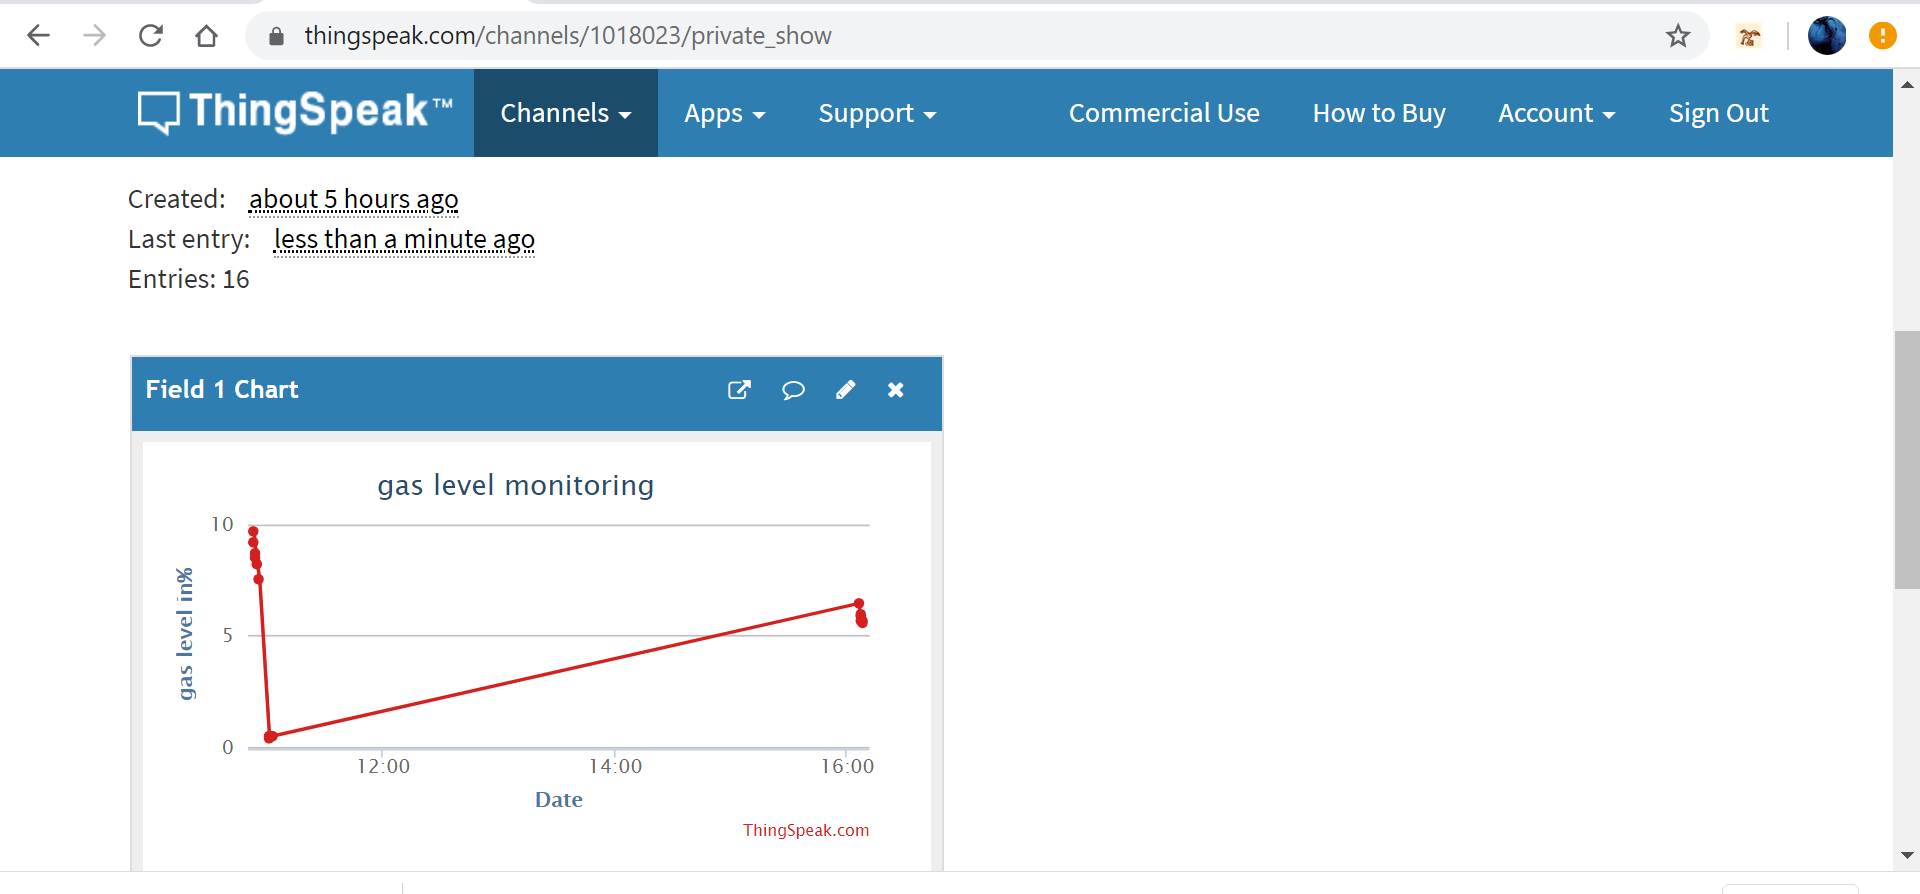 thingspeak.com/channels/1018023/private_show
ThingSpeak™ Channels Apps Support Commercial Use How to Buy Account Sign Out
Created: about 5 hours ago
Last entry: less than a minute ago
Entries: 16
Field 1 Chart
gas level monitoring
10
5
0
gas level in%
12:00 14:00 16:00
Date
ThingSpeak.com